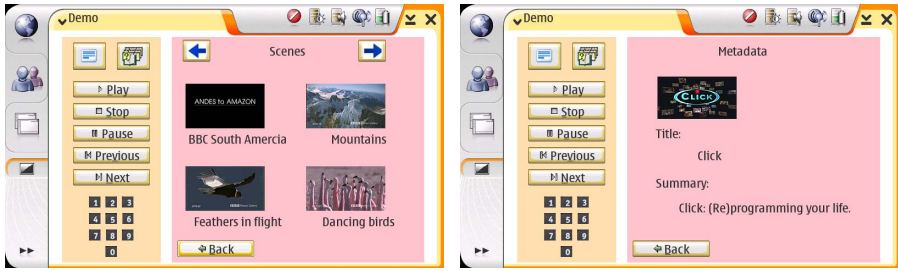 Demo
Scenes
Play
Stop
Pause
Previous
Next
1 2 3
4 5 6
7 8 9
0
ANDES to AMAZON
BBC South Amercia
Mountains
Feathers in flight
Dancing birds
Back
Demo
Metadata
Play
Stop
Pause
Previous
Next
1 2 3
4 5 6
7 8 9
0
CLICK
Title:
Click
Summary:
Click: (Re)programming your life.
Back